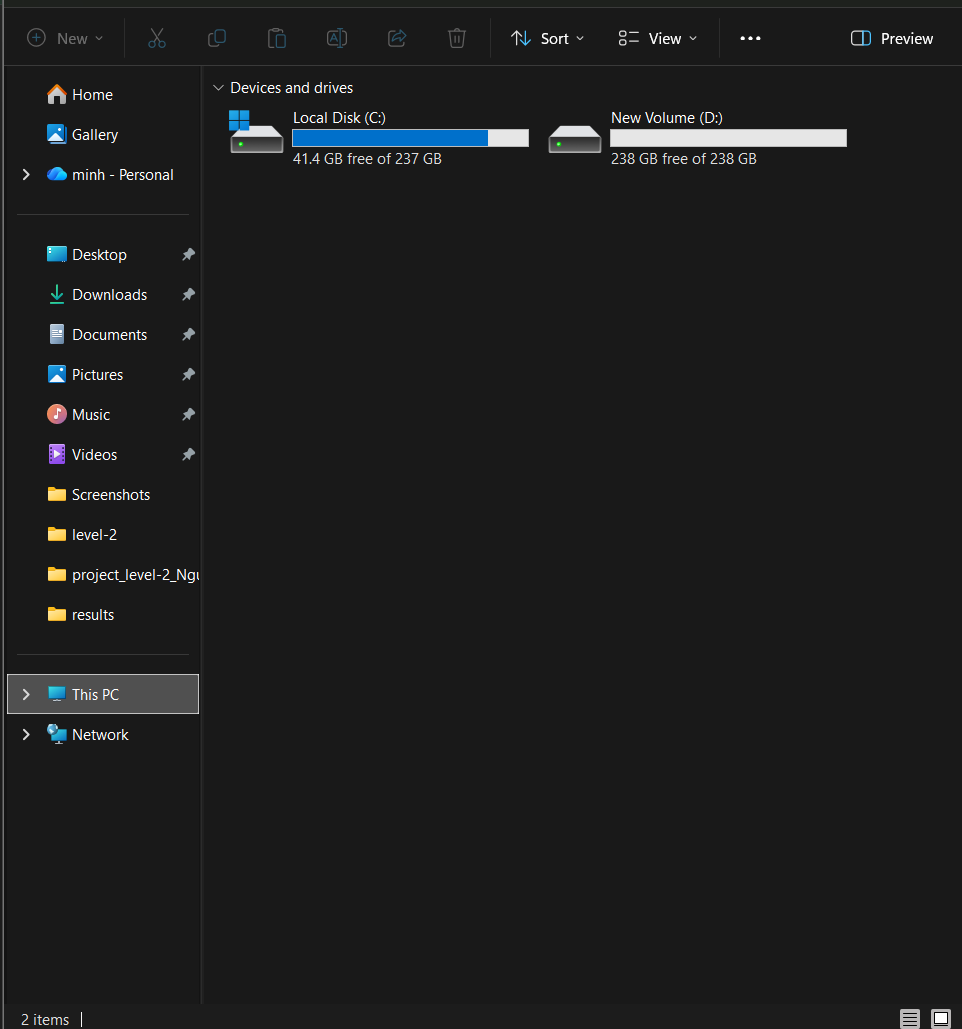 New
Sort
View
Preview
Home
Gallery
minh - Personal
Desktop
Downloads
Documents
Pictures
Music
Videos
Screenshots
level-2
project_level-2_Ngu
results
This PC
Network
Devices and drives
Local Disk (C:)
41.4 GB free of 237 GB
New Volume (D:)
238 GB free of 238 GB
2 items